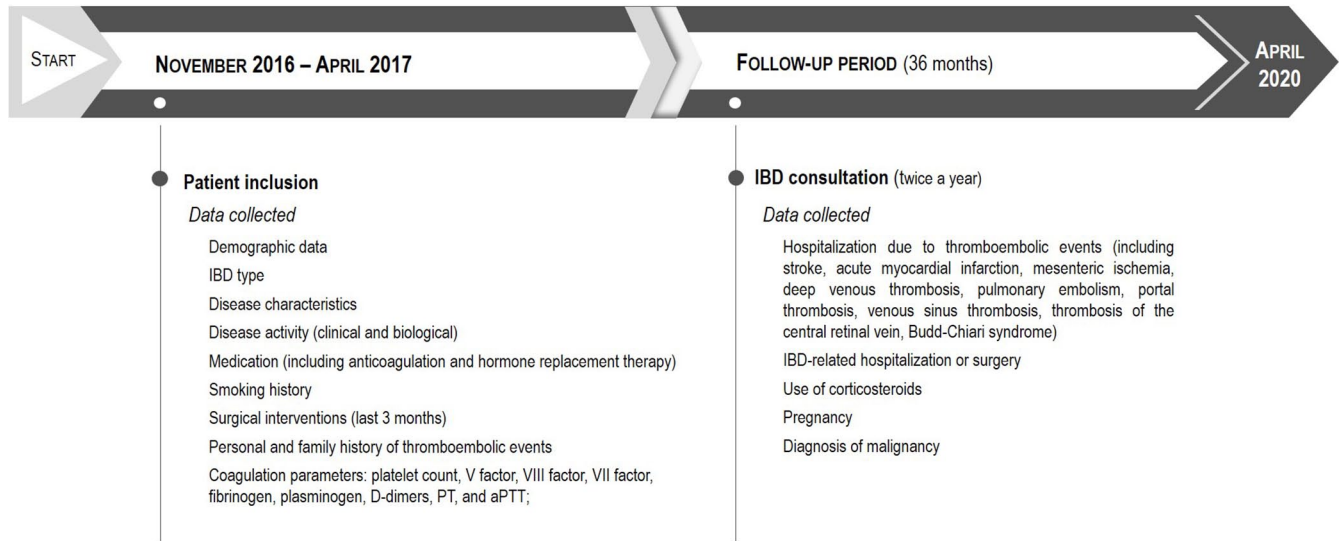 START
NOVEMBER 2016 – APRIL 2017
FOLLOW-UP PERIOD (36 months)
APRIL
2020
Patient inclusion
Data collected
Demographic data
IBD type
Disease characteristics
Disease activity (clinical and biological)
Medication (including anticoagulation and hormone replacement therapy)
Smoking history
Surgical interventions (last 3 months)
Personal and family history of thromboembolic events
Coagulation parameters: platelet count, V factor, VIII factor, VII factor,
fibrinogen, plasminogen, D-dimers, PT, and aPTT;
IBD consultation (twice a year)
Data collected
Hospitalization due to thromboembolic events (including
stroke, acute myocardial infarction, mesenteric ischemia,
deep venous thrombosis, pulmonary embolism, portal
thrombosis, venous sinus thrombosis, thrombosis of the
central retinal vein, Budd-Chiari syndrome)
IBD-related hospitalization or surgery
Use of corticosteroids
Pregnancy
Diagnosis of malignancy